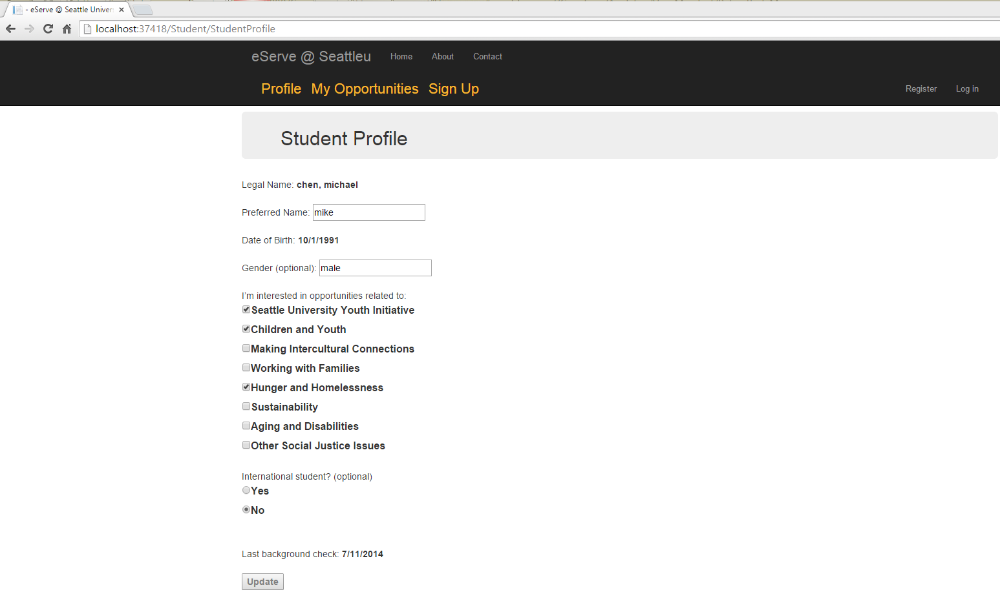 - eServe @ Seattle Univer
localhost:37418/Student/StudentProfile
eServe @ Seattleu Home About Contact
Profile My Opportunities Sign Up Register Log in
Student Profile
Legal Name: chen, michael
Preferred Name: mike
Date of Birth: 10/1/1991
Gender (optional): male
I'm interested in opportunities related to:
Seattle University Youth Initiative
Children and Youth
Making Intercultural Connections
Working with Families
Hunger and Homelessness
Sustainability
Aging and Disabilities
Other Social Justice Issues
International student? (optional)
Yes
No
Last background check: 7/11/2014
Update